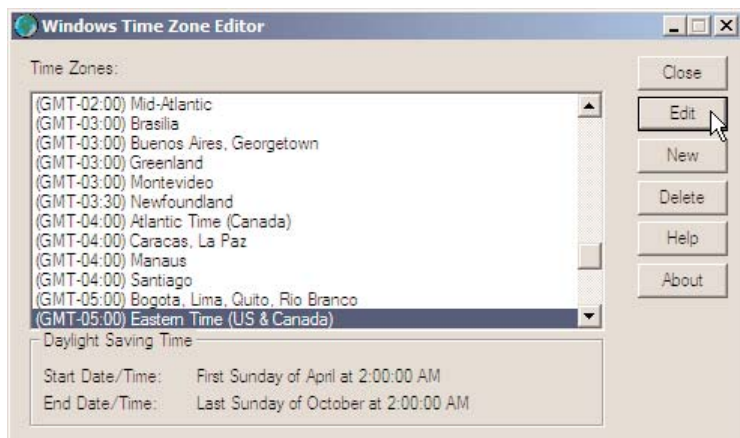 Windows Time Zone Editor
Time Zones:
(GMT-02:00) Mid-Atlantic
(GMT-03:00) Brasilia
(GMT-03:00) Buenos Aires, Georgetown
(GMT-03:00) Greenland
(GMT-03:00) Montevideo
(GMT-03:30) Newfoundland
(GMT-04:00) Atlantic Time (Canada)
(GMT-04:00) Caracas, La Paz
(GMT-04:00) Manaus
(GMT-04:00) Santiago
(GMT-05:00) Bogota, Lima, Quito, Rio Branco
(GMT-05:00) Eastern Time (US & Canada)
Close
Edit
New
Delete
Help
About
Daylight Saving Time
Start Date/Time: First Sunday of April at 2:00:00 AM
End Date/Time: Last Sunday of October at 2:00:00 AM